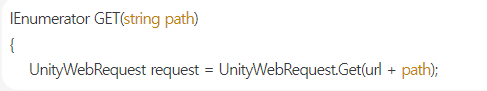 IEnumerator GET(string path)
{
UnityWebRequest request = UnityWebRequest.Get(url + path);